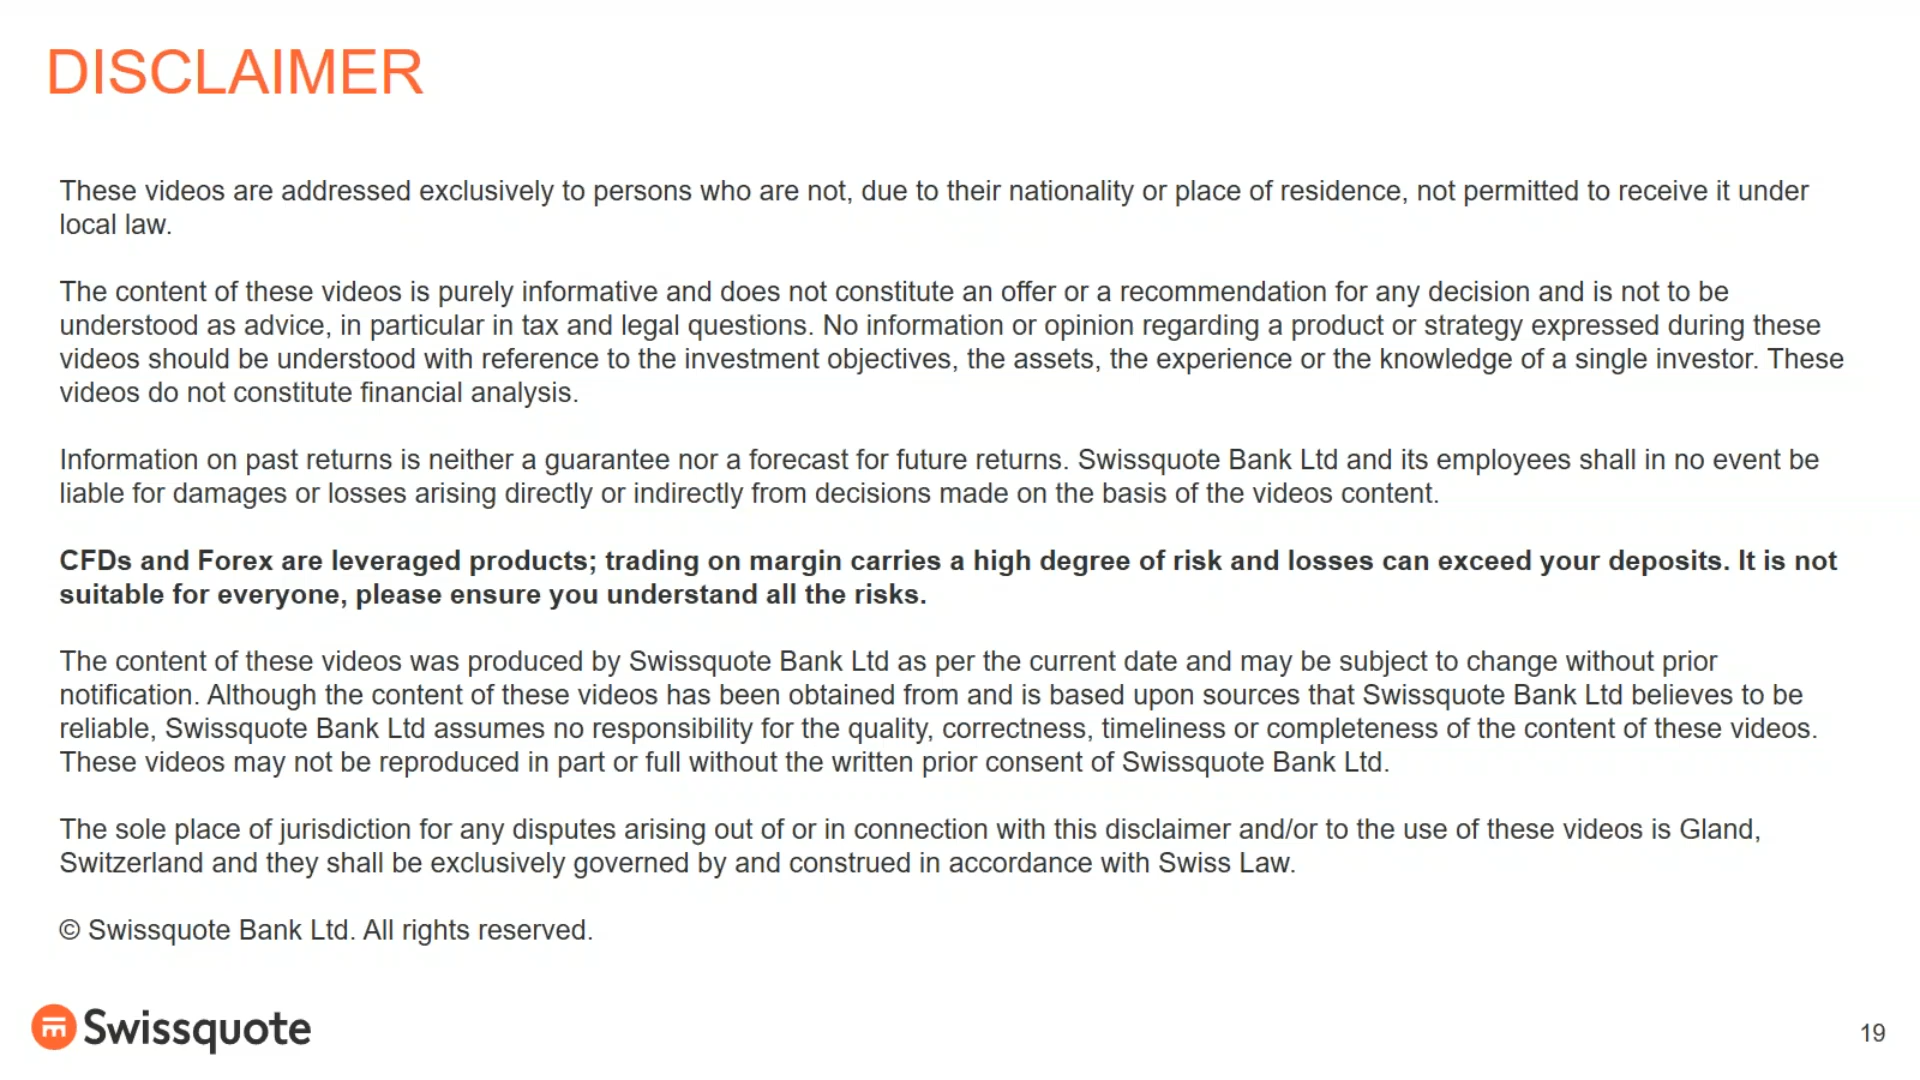 DISCLAIMER
These videos are addressed exclusively to persons who are not, due to their nationality or place of residence, not permitted to receive it under
local law.
The content of these videos is purely informative and does not constitute an offer or a recommendation for any decision and is not to be
understood as advice, in particular in tax and legal questions. No information or opinion regarding a product or strategy expressed during these
videos should be understood with reference to the investment objectives, the assets, the experience or the knowledge of a single investor. These
videos do not constitute financial analysis.
Information on past returns is neither a guarantee nor a forecast for future returns. Swissquote Bank Ltd and its employees shall in no event be
liable for damages or losses arising directly or indirectly from decisions made on the basis of the videos content.
CFDs and Forex are leveraged products; trading on margin carries a high degree of risk and losses can exceed your deposits. It is not
suitable for everyone, please ensure you understand all the risks.
The content of these videos was produced by Swissquote Bank Ltd as per the current date and may be subject to change without prior
notification. Although the content of these videos has been obtained from and is based upon sources that Swissquote Bank Ltd believes to be
reliable, Swissquote Bank Ltd assumes no responsibility for the quality, correctness, timeliness or completeness of the content of these videos.
These videos may not be reproduced in part or full without the written prior consent of Swissquote Bank Ltd.
The sole place of jurisdiction for any disputes arising out of or in connection with this disclaimer and/or to the use of these videos is Gland,
Switzerland and they shall be exclusively governed by and construed in accordance with Swiss Law.
© Swissquote Bank Ltd. All rights reserved.
Swissquote
19